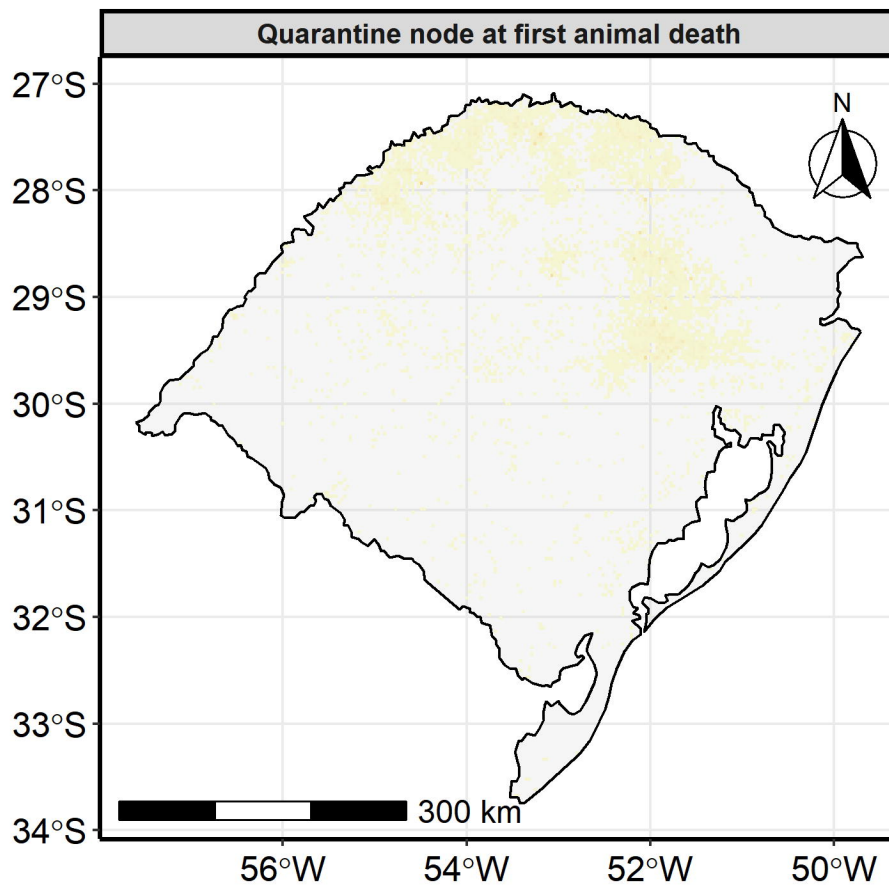 Quarantine node at first animal death
27°S
N
28°S
29°S
30°S
31°S
32°S
33°S
300 km
34°S
56°W 54°W 52°W 50°W